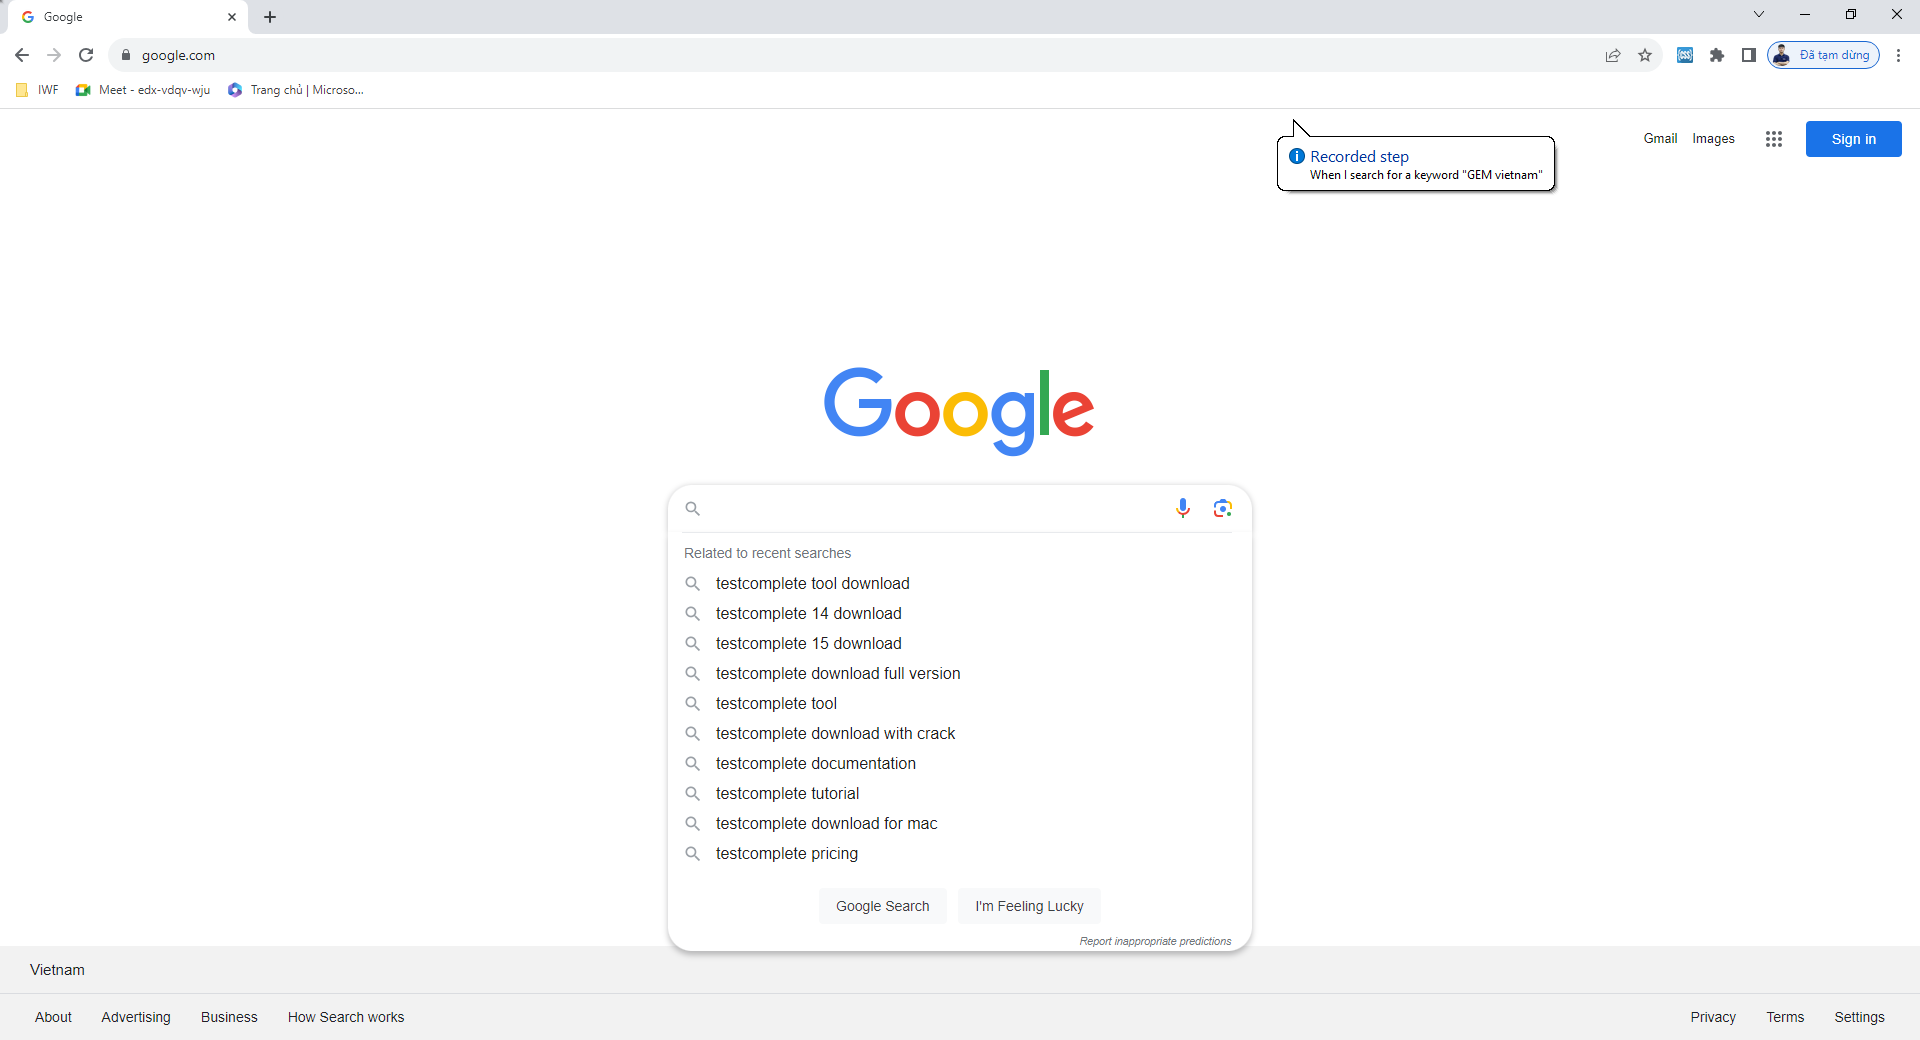 Google
google.com
Đã tạm dừng
IWF
Meet - edx-vdqv-wju
Trang chủ | Microso...
Recorded step
When I search for a keyword "GEM vietnam"
Gmail
Images
Sign in
Google
Related to recent searches
testcomplete tool download
testcomplete 14 download
testcomplete 15 download
testcomplete download full version
testcomplete tool
testcomplete download with crack
testcomplete documentation
testcomplete tutorial
testcomplete download for mac
testcomplete pricing
Google Search
I'm Feeling Lucky
Report inappropriate predictions
Vietnam
About
Advertising
Business
How Search works
Privacy
Terms
Settings